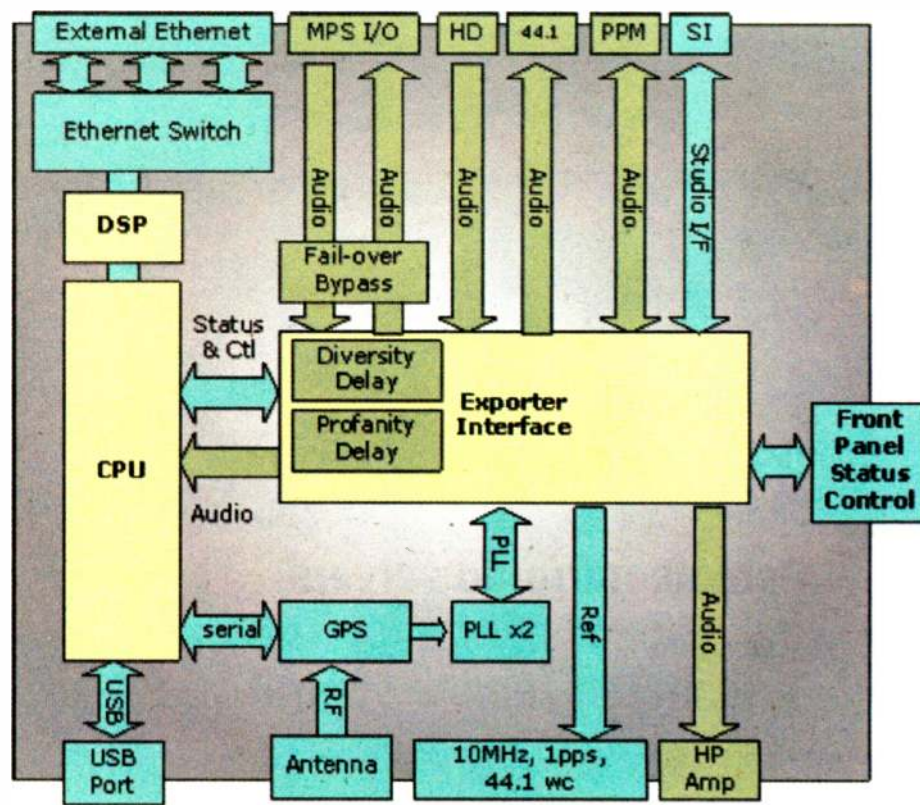 External Ethernet
MPS I/O
HD
44.1
PPM
SI
Ethernet Switch
DSP
Audio
Audio
Audio
Audio
Audio
Studio I/F
Fail-over
Bypass
Status
& Ctl
Diversity
Delay
Profanity
Delay
Exporter
Interface
CPU
Audio
Front
Panel
Status
Control
PLL
Ref
Audio
serial
GPS
PLL x2
USB
RF
USB
Port
Antenna
10MHz, 1pps,
44.1 wc
HP
Amp